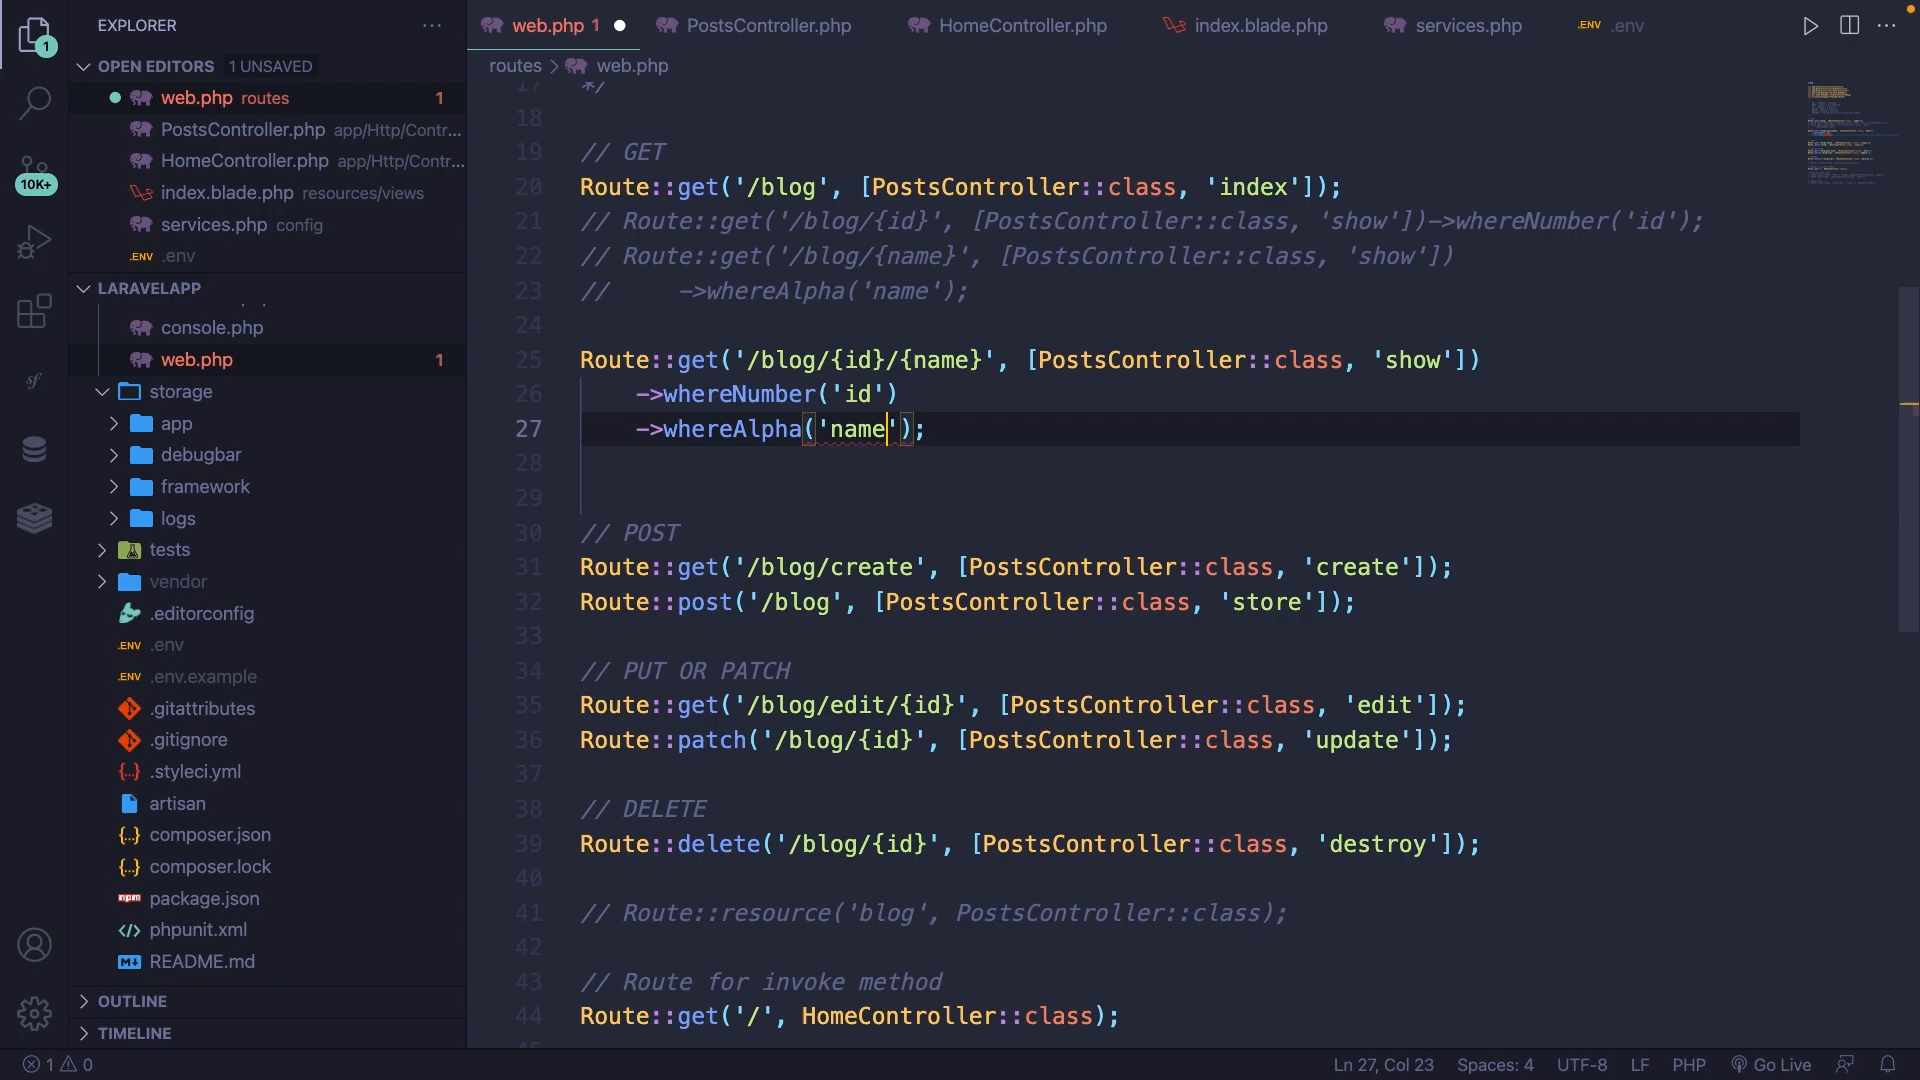 EXPLORER
OPEN EDITORS 1 UNSAVED
web.php routes 1
PostsController.php app/Http/Contr...
HomeController.php app/Http/Contr...
index.blade.php resources/views
services.php config
.ENV .env
LARAVELAPP
console.php
web.php 1
storage
app
debugbar
framework
logs
tests
vendor
.editorconfig
.ENV .env
.ENV .env.example
.gitattributes
.gitignore
{..} .styleci.yml
artisan
{..} composer.json
{..} composer.lock
npm package.json
</> phpunit.xml
M↓ README.md
OUTLINE
TIMELINE
1
10K+
web.php 1
PostsController.php
HomeController.php
index.blade.php
services.php
.ENV .env
routes > web.php
17 */
18
19 // GET
20 Route::get('/blog', [PostsController::class, 'index']);
21 // Route::get('/blog/{id}', [PostsController::class, 'show'])->whereNumber('id');
22 // Route::get('/blog/{name}', [PostsController::class, 'show'])
23 //     ->whereAlpha('name');
24
25 Route::get('/blog/{id}/{name}', [PostsController::class, 'show'])
26     ->whereNumber('id')
27     ->whereAlpha('name');
28
29
30 // POST
31 Route::get('/blog/create', [PostsController::class, 'create']);
32 Route::post('/blog', [PostsController::class, 'store']);
33
34 // PUT OR PATCH
35 Route::get('/blog/edit/{id}', [PostsController::class, 'edit']);
36 Route::patch('/blog/{id}', [PostsController::class, 'update']);
37
38 // DELETE
39 Route::delete('/blog/{id}', [PostsController::class, 'destroy']);
40
41 // Route::resource('blog', PostsController::class);
42
43 // Route for invoke method
44 Route::get('/', HomeController::class);
1 0
Ln 27, Col 23 Spaces: 4 UTF-8 LF PHP Go Live